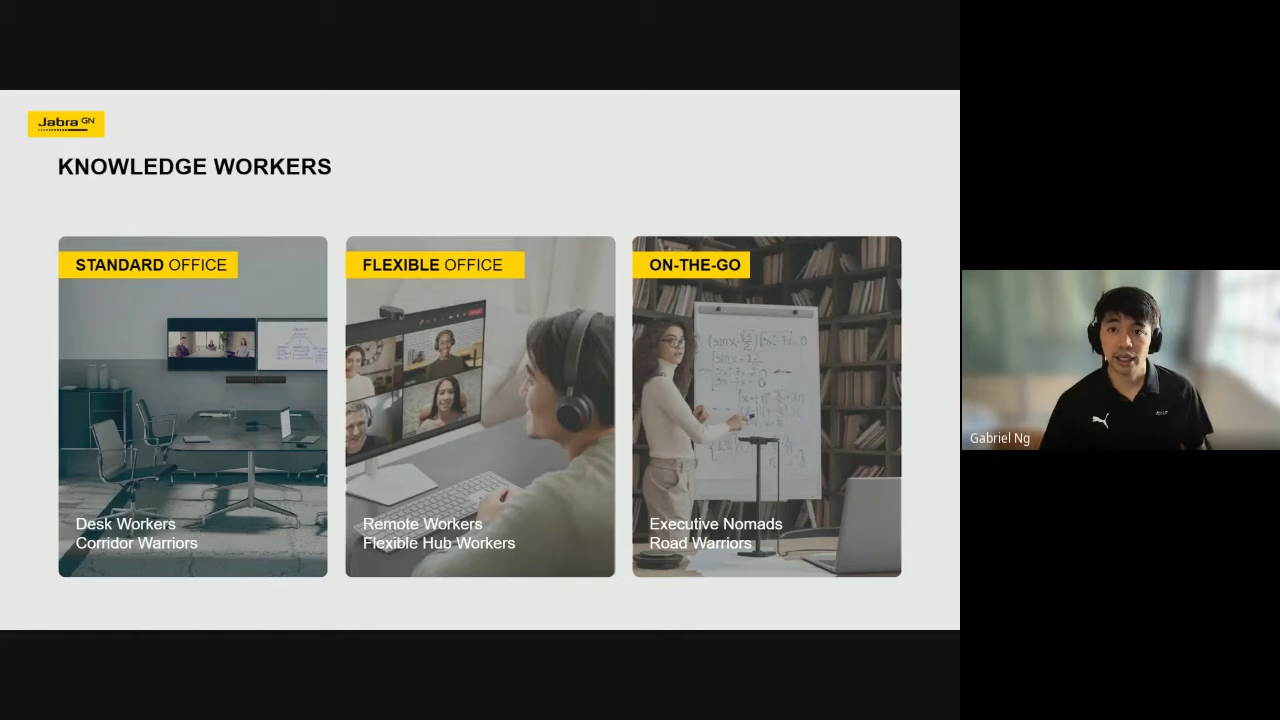 Jabra GN
KNOWLEDGE WORKERS
STANDARD OFFICE
FLEXIBLE OFFICE
ON-THE-GO
Desk Workers
Corridor Warriors
Remote Workers
Flexible Hub Workers
Executive Nomads
Road Warriors
Gabriel Ng